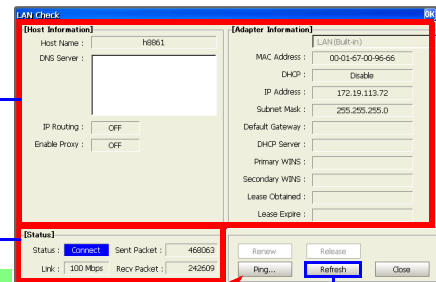 LAN Check
OK
[Host Information]
Host Name : h8861
DNS Server :
IP Routing : OFF
Enable Proxy : OFF
[Adapter Information]
LAN(Built-in)
MAC Address : 00-01-67-00-96-66
DHCP : Disable
IP Address : 172.19.113.72
Subnet Mask : 255.255.255.0
Default Gateway :
DHCP Server :
Primary WINS :
Secondary WINS :
Lease Obtained :
Lease Expire :
[Status]
Status : Connect Sent Packet : 468063
Link : 100 Mbps Recv Packet : 242609
Renew Release
Ping... Refresh Close